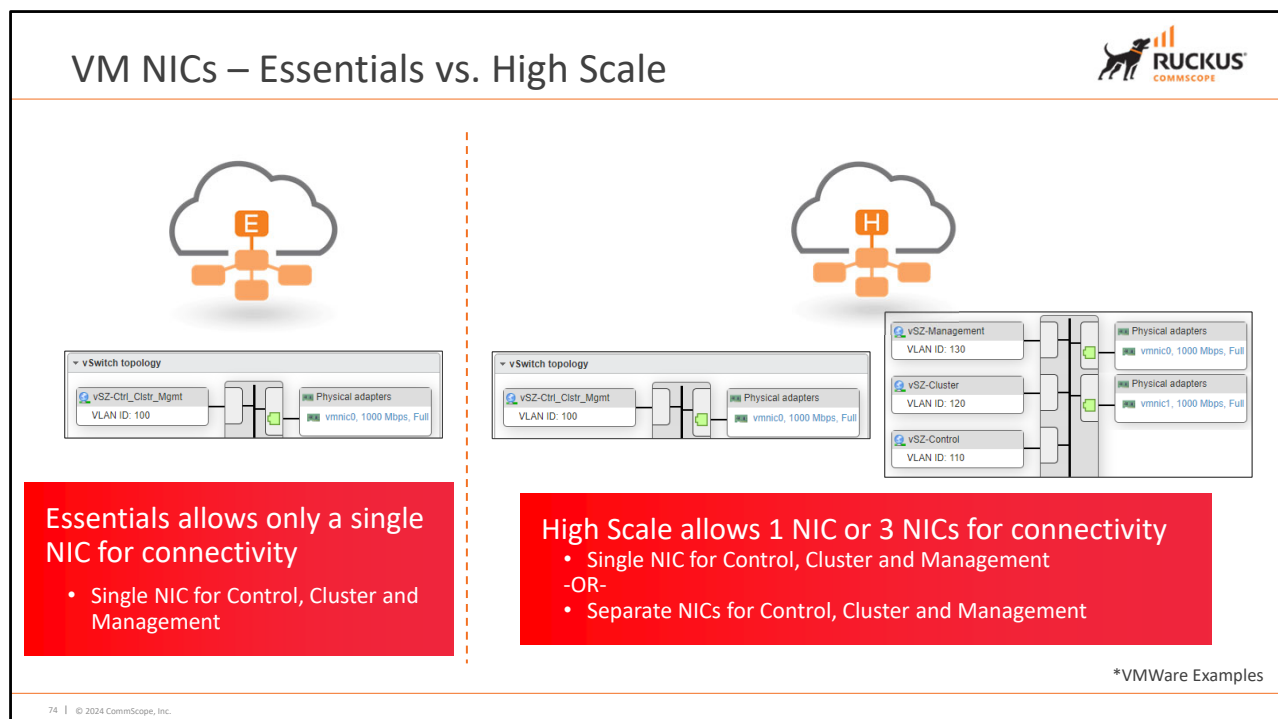 VM NICs – Essentials vs. High Scale
RUCKUS
COMMSCOPE
E
H
vSwitch topology
vSZ-Ctrl_Clstr_Mgmt
VLAN ID: 100
Physical adapters
vmnic0, 1000 Mbps, Full
vSwitch topology
vSZ-Ctrl_Clstr_Mgmt
VLAN ID: 100
Physical adapters
vmnic0, 1000 Mbps, Full
vSZ-Management
VLAN ID: 130
vSZ-Cluster
VLAN ID: 120
vSZ-Control
VLAN ID: 110
Physical adapters
vmnic0, 1000 Mbps, Full
Physical adapters
vmnic1, 1000 Mbps, Full
Essentials allows only a single
NIC for connectivity
• Single NIC for Control, Cluster and
Management
High Scale allows 1 NIC or 3 NICs for connectivity
• Single NIC for Control, Cluster and Management
-OR-
• Separate NICs for Control, Cluster and Management
*VMWare Examples
74 | © 2024 CommScope, Inc.